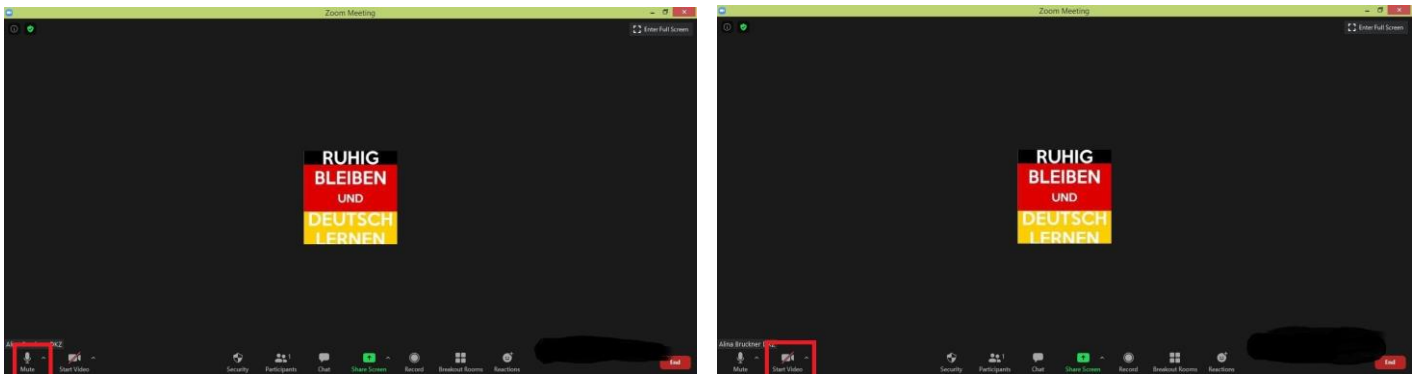 Zoom Meeting
Enter Full Screen
RUHIG
BLEIBEN
UND
DEUTSCH
LERNEN
Mute Start Video Security Participants 1 Chat Share Screen Record Breakout Rooms Reactions End
Zoom Meeting
Enter Full Screen
RUHIG
BLEIBEN
UND
DEUTSCH
LERNEN
Alina Bruckner
Mute Start Video Security Participants 1 Chat Share Screen Record Breakout Rooms Reactions End